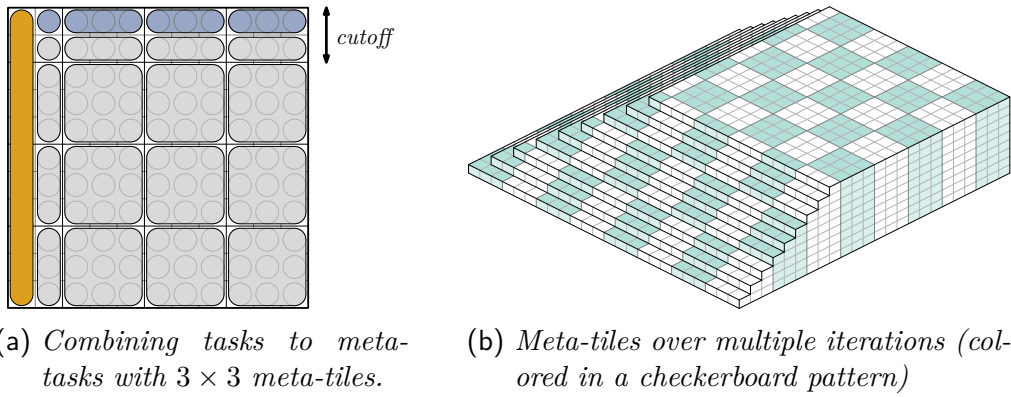 cutoff
(a) Combining tasks to meta-
tasks with 3 × 3 meta-tiles.
(b) Meta-tiles over multiple iterations (col-
ored in a checkerboard pattern)